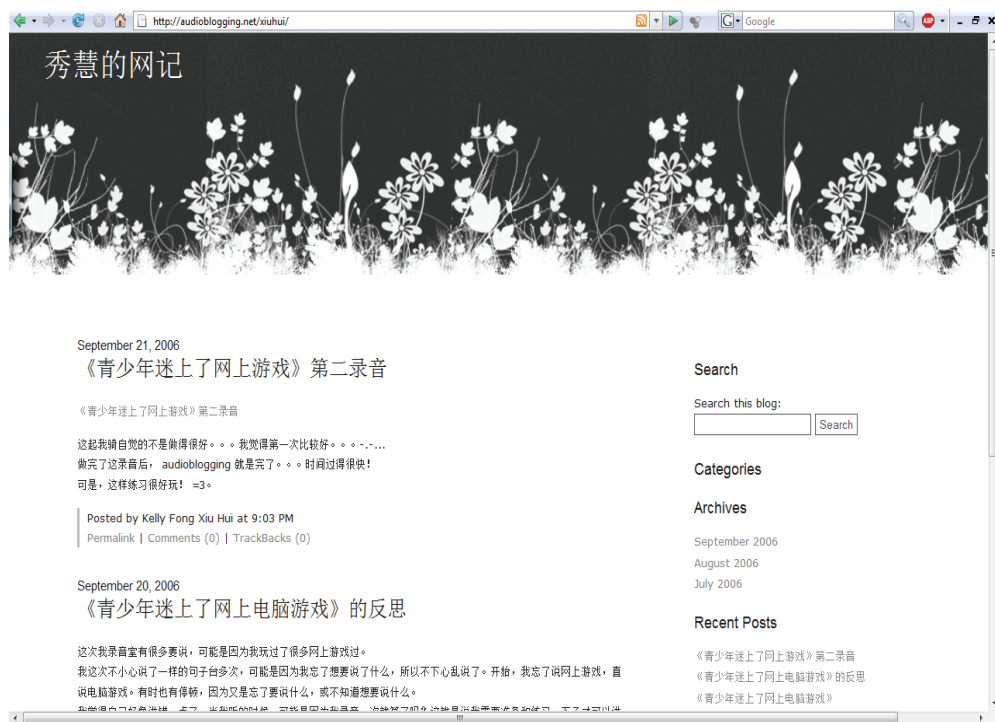 http://audioblogging.net/xiuhui/
Google
ABP
秀慧的网记
September 21, 2006
《青少年迷上了网上游戏》第二录音
《青少年迷上了网上游戏》第二录音
这起我骑自觉的不是做得很好。。。我觉得第一次比较好。。。-.-...
做完了这录音后， audioblogging 就是完了。。。时间过得很快！
可是，这样练习很好玩！ =3。
Posted by Kelly Fong Xiu Hui at 9:03 PM
Permalink | Comments (0) | TrackBacks (0)
September 20, 2006
《青少年迷上了网上电脑游戏》的反思
这次我录音室有很多要说，可能是因为我玩过了很多网上游戏过。
我这次不小心说了一样的句子台多次，可能是因为我忘了想要说了什么，所以不下心乱说了。开始，我忘了说网上游戏，直
说电脑游戏。有时也有停顿，因为又是忘了要说什么，或不知道想要说什么。
Search
Search this blog:
Search
Categories
Archives
September 2006
August 2006
July 2006
Recent Posts
《青少年迷上了网上游戏》第二录音
《青少年迷上了网上电脑游戏》的反思
《青少年迷上了网上电脑游戏》